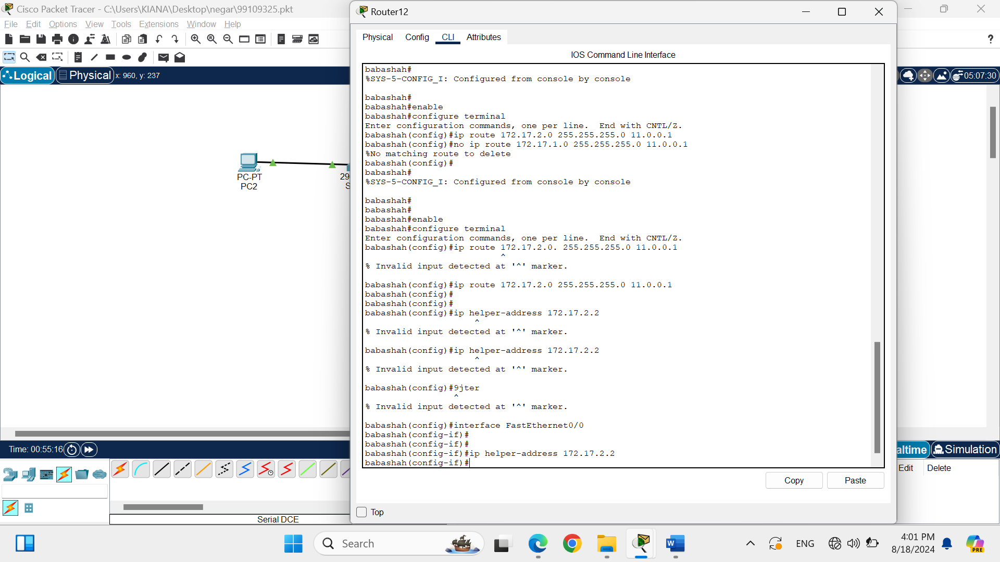 Cisco Packet Tracer - C:\Users\KIANA\Desktop\negar\99109325.pkt
File Edit Options View Tools Extensions Window Help
Logical Physical x: 960, y: 237
05:07:30
PC-PT
PC2
29
S
Router12
Physical Config CLI Attributes
IOS Command Line Interface
babashah#
%SYS-5-CONFIG_I: Configured from console by console
babashah#
babashah#enable
babashah#configure terminal
Enter configuration commands, one per line.  End with CNTL/Z.
babashah(config)#ip route 172.17.2.0 255.255.255.0 11.0.0.1
babashah(config)#no ip route 172.17.1.0 255.255.255.0 11.0.0.1
%No matching route to delete
babashah(config)#
babashah#
%SYS-5-CONFIG_I: Configured from console by console
babashah#
babashah#
babashah#enable
babashah#configure terminal
Enter configuration commands, one per line.  End with CNTL/Z.
babashah(config)#ip route 172.17.2.0. 255.255.255.0 11.0.0.1
^
% Invalid input detected at '^' marker.
babashah(config)#ip route 172.17.2.0 255.255.255.0 11.0.0.1
babashah(config)#
babashah(config)#
babashah(config)#ip helper-address 172.17.2.2
^
% Invalid input detected at '^' marker.
babashah(config)#ip helper-address 172.17.2.2
^
% Invalid input detected at '^' marker.
babashah(config)#9jter
^
% Invalid input detected at '^' marker.
babashah(config)#interface FastEthernet0/0
babashah(config-if)#
babashah(config-if)#
babashah(config-if)#ip helper-address 172.17.2.2
babashah(config-if)#
Copy Paste
Top
Time: 00:55:16
altime Simulation
Edit Delete
Serial DCE
Search
ENG
4:01 PM
8/18/2024
PRE